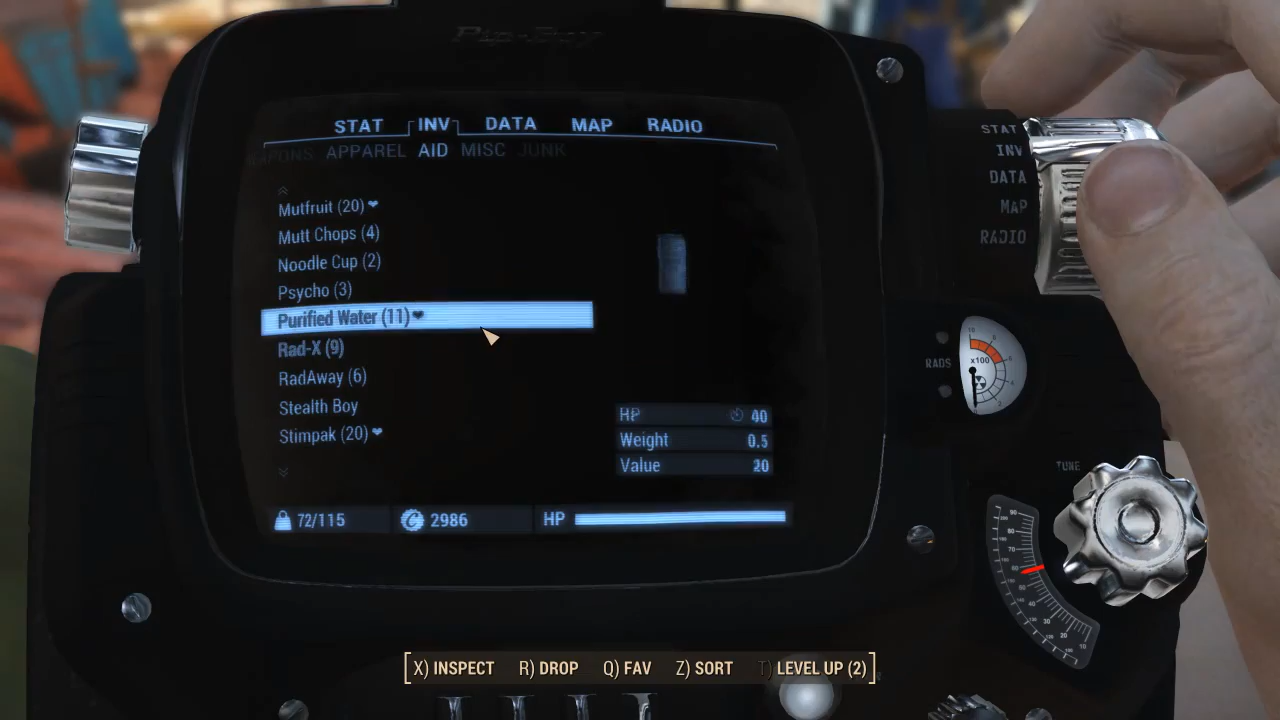 Pip-Boy
STAT INV DATA MAP RADIO
APPAREL AID MISC JUNK
Mutfruit (20)
Mutt Chops (4)
Noodle Cup (2)
Psycho (3)
Purified Water (11)
Rad-X (9)
RadAway (6)
Stealth Boy
Stimpak (20)
HP 40
Weight 0.5
Value 20
72/115 2986 HP
STAT
INV
DATA
MAP
RADIO
RADS
x100
TUNE
X) INSPECT R) DROP Q) FAV Z) SORT T) LEVEL UP (2)